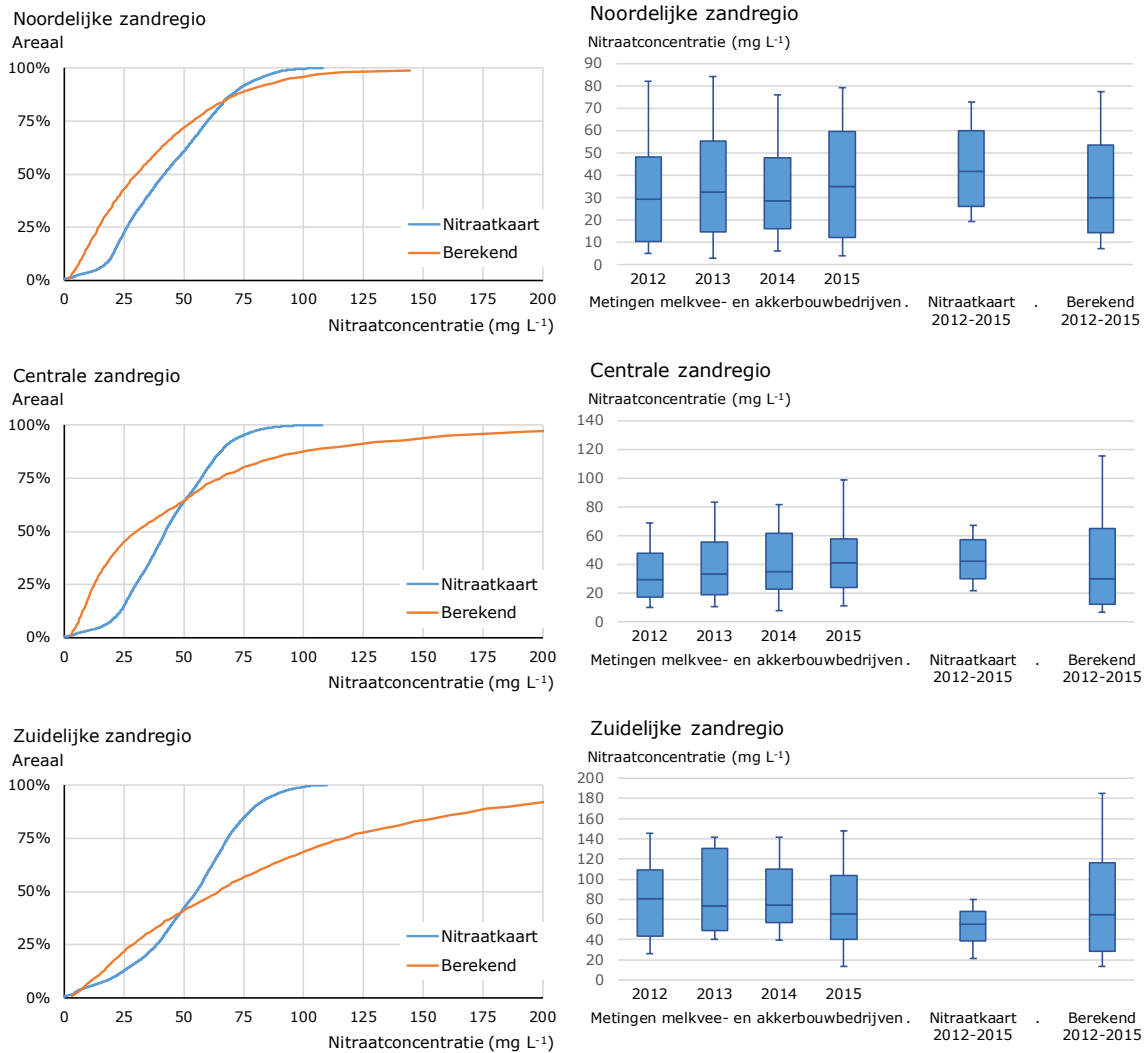 Noordelijke zandregio
Areaal
100%
75%
50%
25%
0%
Nitraatkaart
Berekend
0 25 50 75 100 125 150 175 200
Nitraatconcentratie (mg L-1)
Noordelijke zandregio
Nitraatconcentratie (mg L-1)
90
80
70
60
50
40
30
20
10
0
2012 2013 2014 2015
Metingen melkvee- en akkerbouwbedrijven . Nitraatkaart . Berekend
2012-2015 2012-2015
Centrale zandregio
Areaal
100%
75%
50%
25%
0%
Nitraatkaart
Berekend
0 25 50 75 100 125 150 175 200
Nitraatconcentratie (mg L-1)
Centrale zandregio
Nitraatconcentratie (mg L-1)
140
120
100
80
60
40
20
0
2012 2013 2014 2015
Metingen melkvee- en akkerbouwbedrijven . Nitraatkaart . Berekend
2012-2015 2012-2015
Zuidelijke zandregio
Areaal
100%
75%
50%
25%
0%
Nitraatkaart
Berekend
0 25 50 75 100 125 150 175 200
Nitraatconcentratie (mg L-1)
Zuidelijke zandregio
Nitraatconcentratie (mg L-1)
200
180
160
140
120
100
80
60
40
20
0
2012 2013 2014 2015
Metingen melkvee- en akkerbouwbedrijven . Nitraatkaart . Berekend
2012-2015 2012-2015